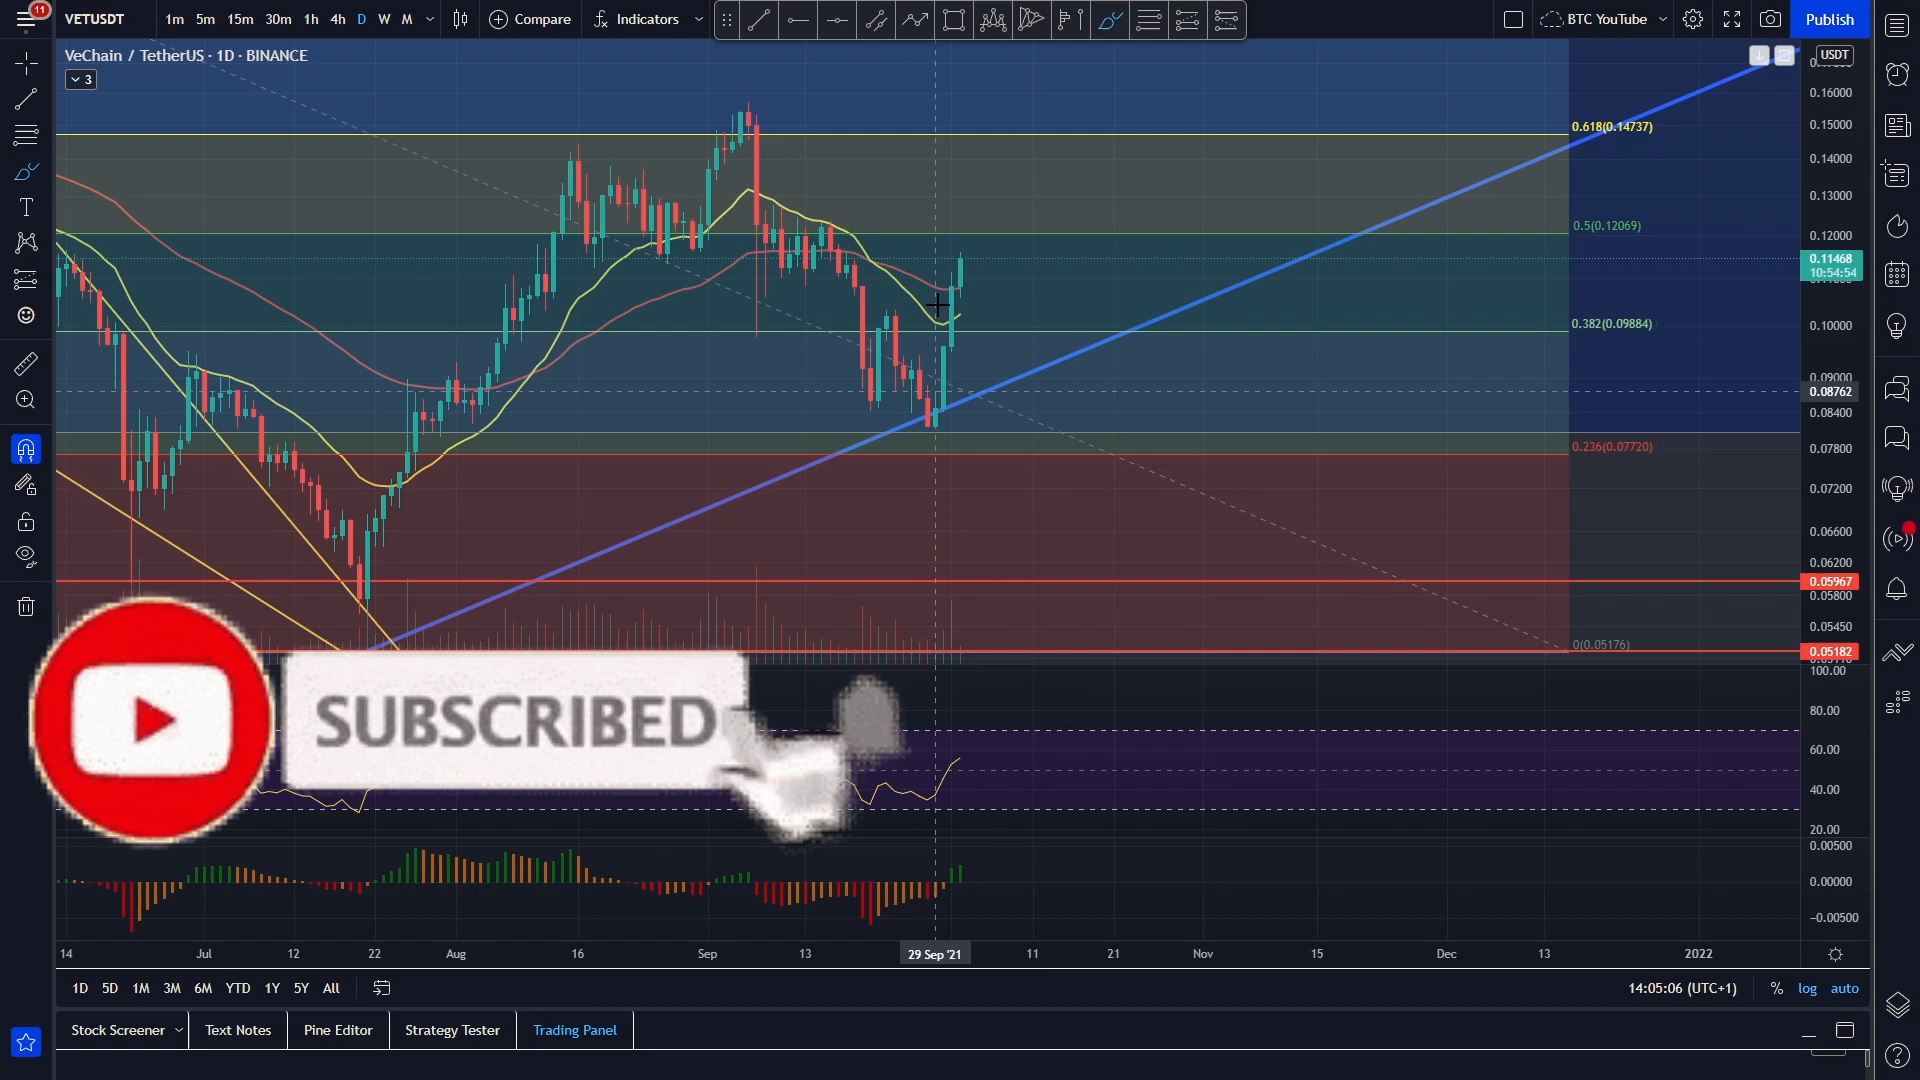 11
VETUSDT
1m 5m 15m 30m 1h 4h D W M
Compare
Indicators
BTC YouTube
Publish
VeChain / TetherUS · 1D · BINANCE
3
USDT
0.16000
0.618(0.14737)
0.15000
0.14000
0.13000
0.5(0.12069)
0.12000
0.11468
10:54:54
0.382(0.09884)
0.10000
0.09000
0.08762
0.08400
0.236(0.07720)
0.07800
0.07200
0.06600
0.06200
0.05967
0.05800
0.05450
0(0.05176)
0.05182
100.00
SUBSCRIBED
80.00
60.00
40.00
20.00
0.00500
0.00000
−0.00500
14 Jul 12 22 Aug 16 Sep 13 29 Sep '21 11 21 Nov 15 Dec 13 2022
1D 5D 1M 3M 6M YTD 1Y 5Y All
14:05:06 (UTC+1) % log auto
Stock Screener Text Notes Pine Editor Strategy Tester Trading Panel